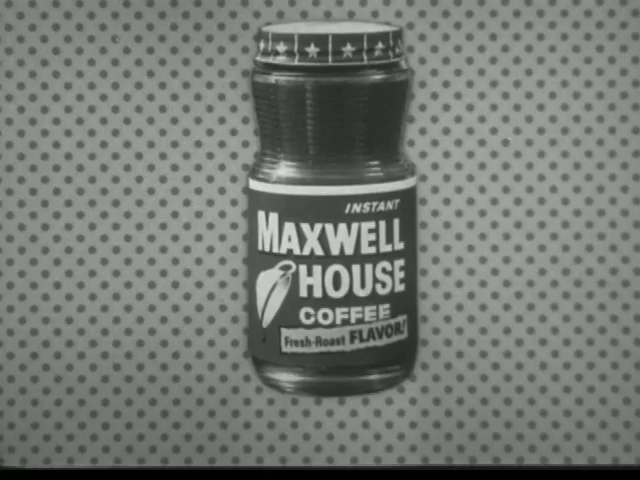 INSTANT
MAXWELL
HOUSE
COFFEE
Fresh-Roast FLAVOR!